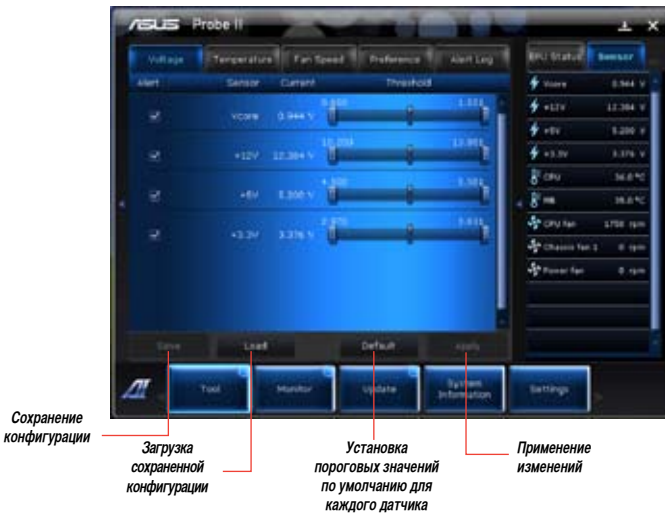 ASUS Probe II
Voltage Temperature Fan Speed Preference Alert Log
EPU Status Sensor
Alert Sensor Current Threshold
Vcore 0.944 V
+12V 12.384 V
+5V 5.200 V
+3.3V 3.376 V
Vcore 0.944 V
+12V 12.384 V
+5V 5.200 V
+3.3V 3.376 V
CPU
MB
CPU fan
Chassis fan 1 0 rpm
Power fan 0 rpm
Save Load Default Apply
Tool Monitor Update System Information Settings
Сохранение
конфигурации
Загрузка
сохраненной
конфигурации
Установка
пороговых значений
по умолчанию для
каждого датчика
Применение
изменений